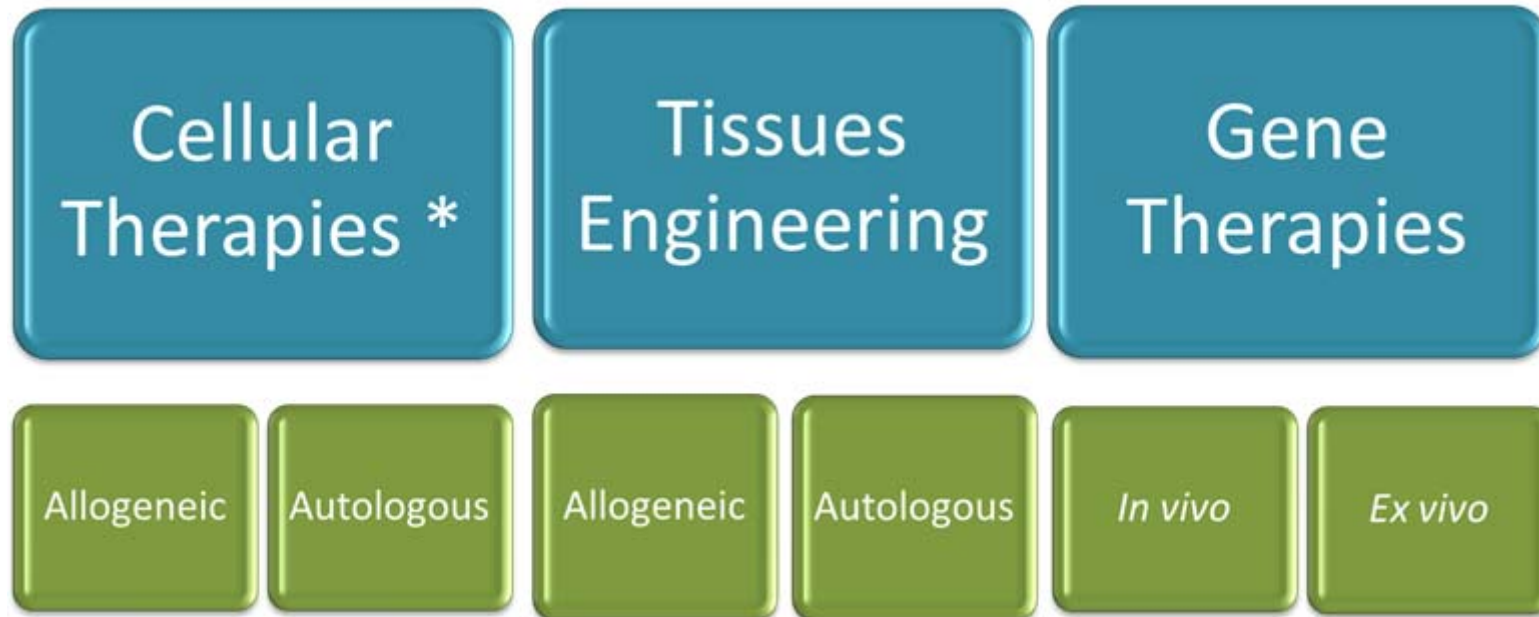 Cellular
Therapies *
Tissues
Engineering
Gene
Therapies
Allogeneic
Autologous
Allogeneic
Autologous
In vivo
Ex vivo